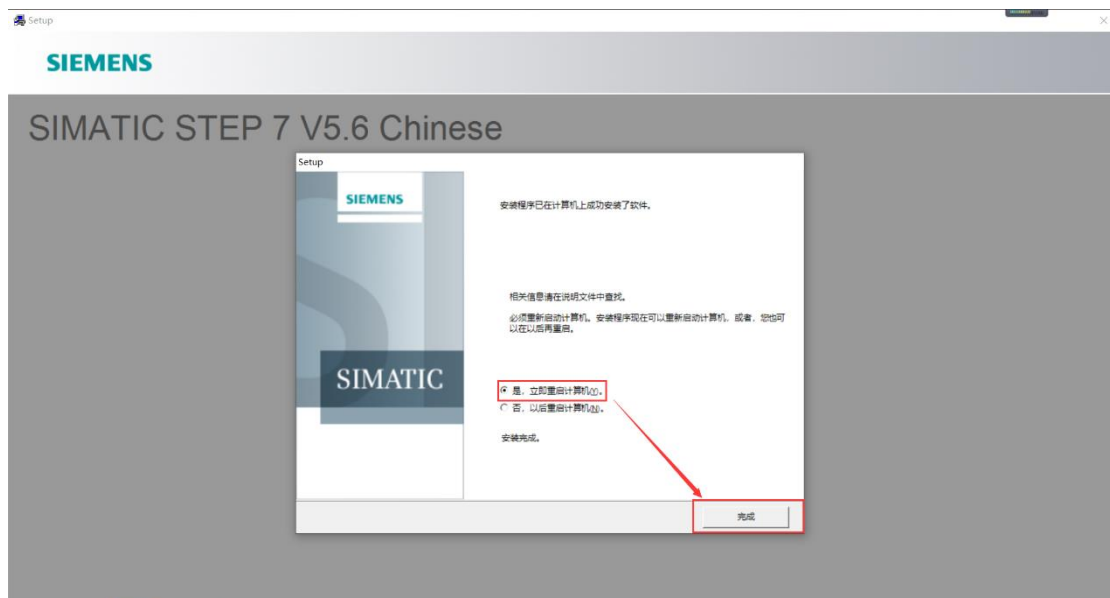 Setup
SIEMENS
SIMATIC STEP 7 V5.6 Chinese
Setup
SIEMENS
SIMATIC
安装程序已在计算机上成功安装了软件。
相关信息请在说明文件中查找。
必须重新启动计算机。安装程序现在可以重新启动计算机，或者，您也可
以在以后再重启。
是，立即重启计算机(Y)。
否，以后重启计算机(N)。
安装完成。
完成